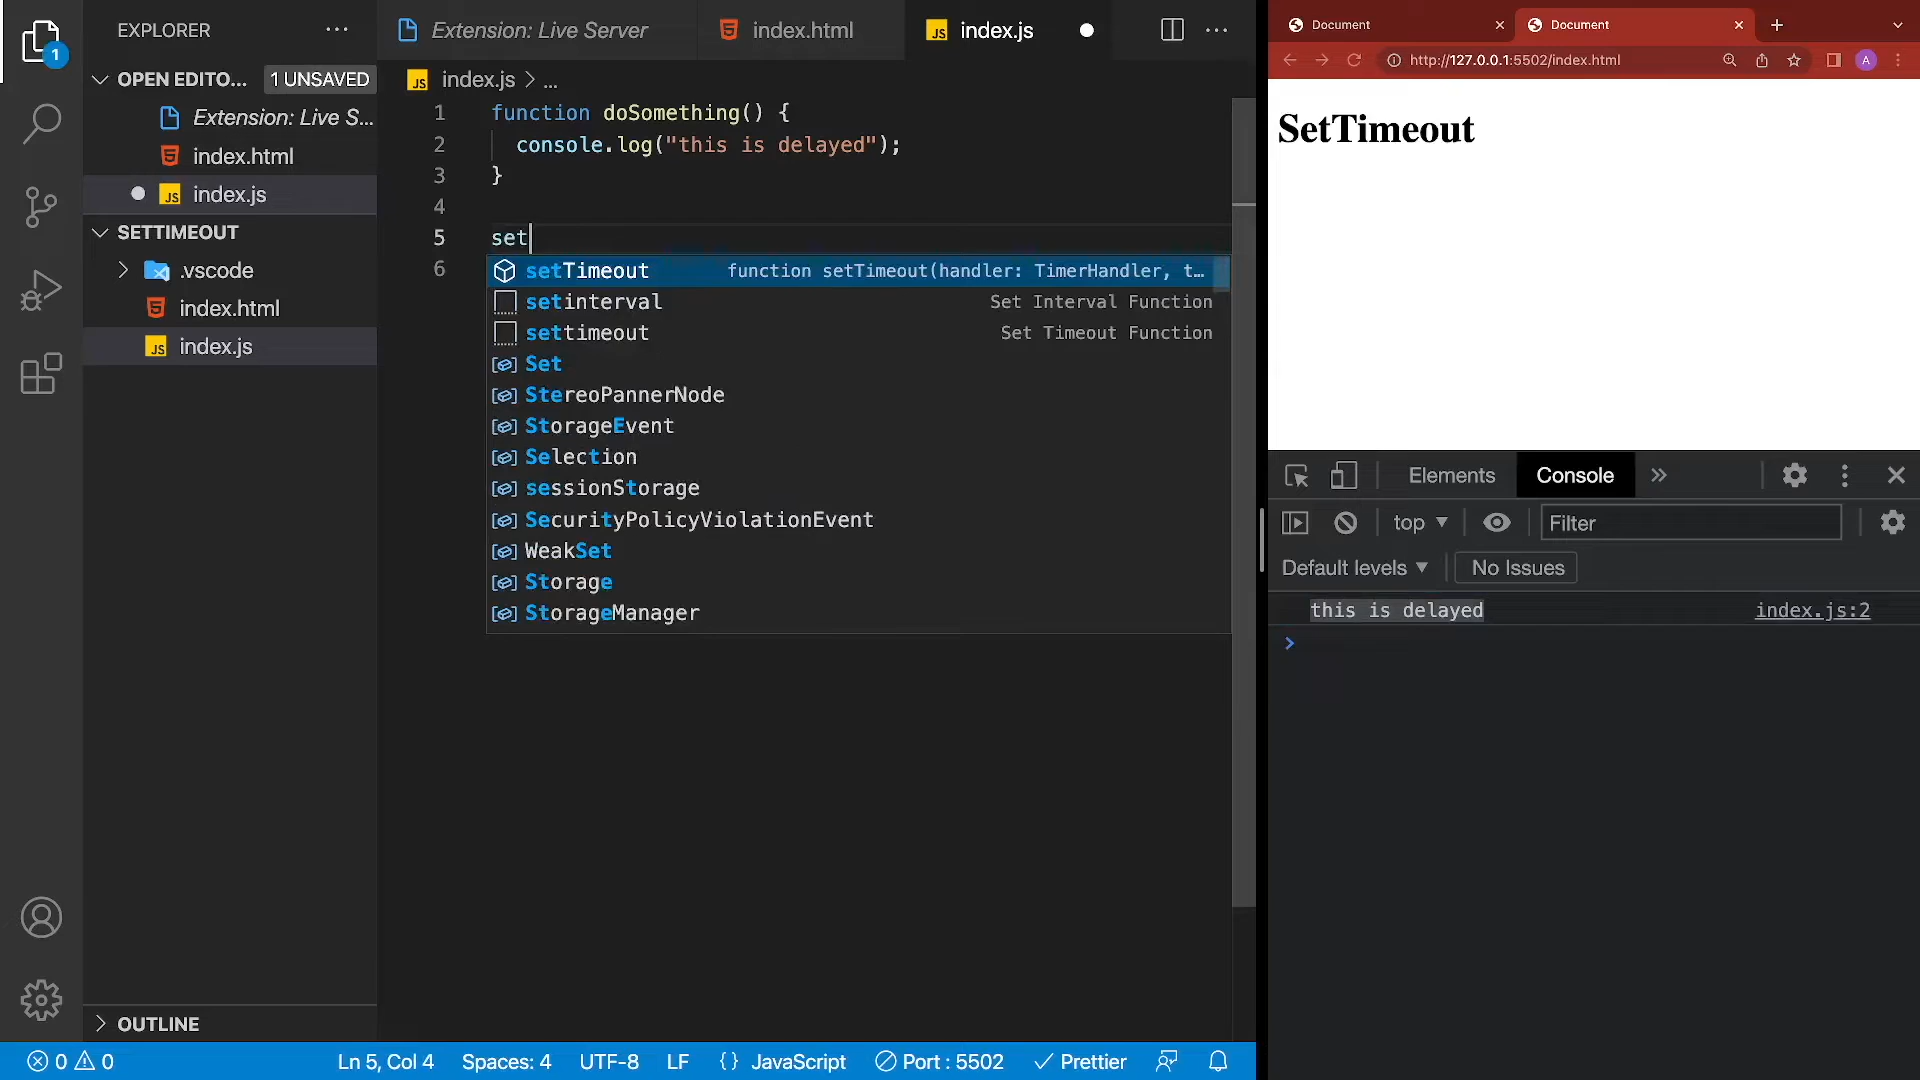 EXPLORER
1
OPEN EDITO...
1 UNSAVED
Extension: Live S...
index.html
index.js
SETTIMEOUT
.vscode
index.html
index.js
OUTLINE
Extension: Live Server
index.html
index.js
index.js > ...
1 function doSomething() {
2 console.log("this is delayed");
3 }
4
5 set
6
setTimeout function setTimeout(handler: TimerHandler, t...
setinterval Set Interval Function
settimeout Set Timeout Function
Set
StereoPannerNode
StorageEvent
Selection
sessionStorage
SecurityPolicyViolationEvent
WeakSet
Storage
StorageManager
0 0 Ln 5, Col 4 Spaces: 4 UTF-8 LF {} JavaScript Port : 5502 Prettier
Document Document
http://127.0.0.1:5502/index.html A
SetTimeout
Elements Console
top Filter
Default levels No Issues
this is delayed index.js:2